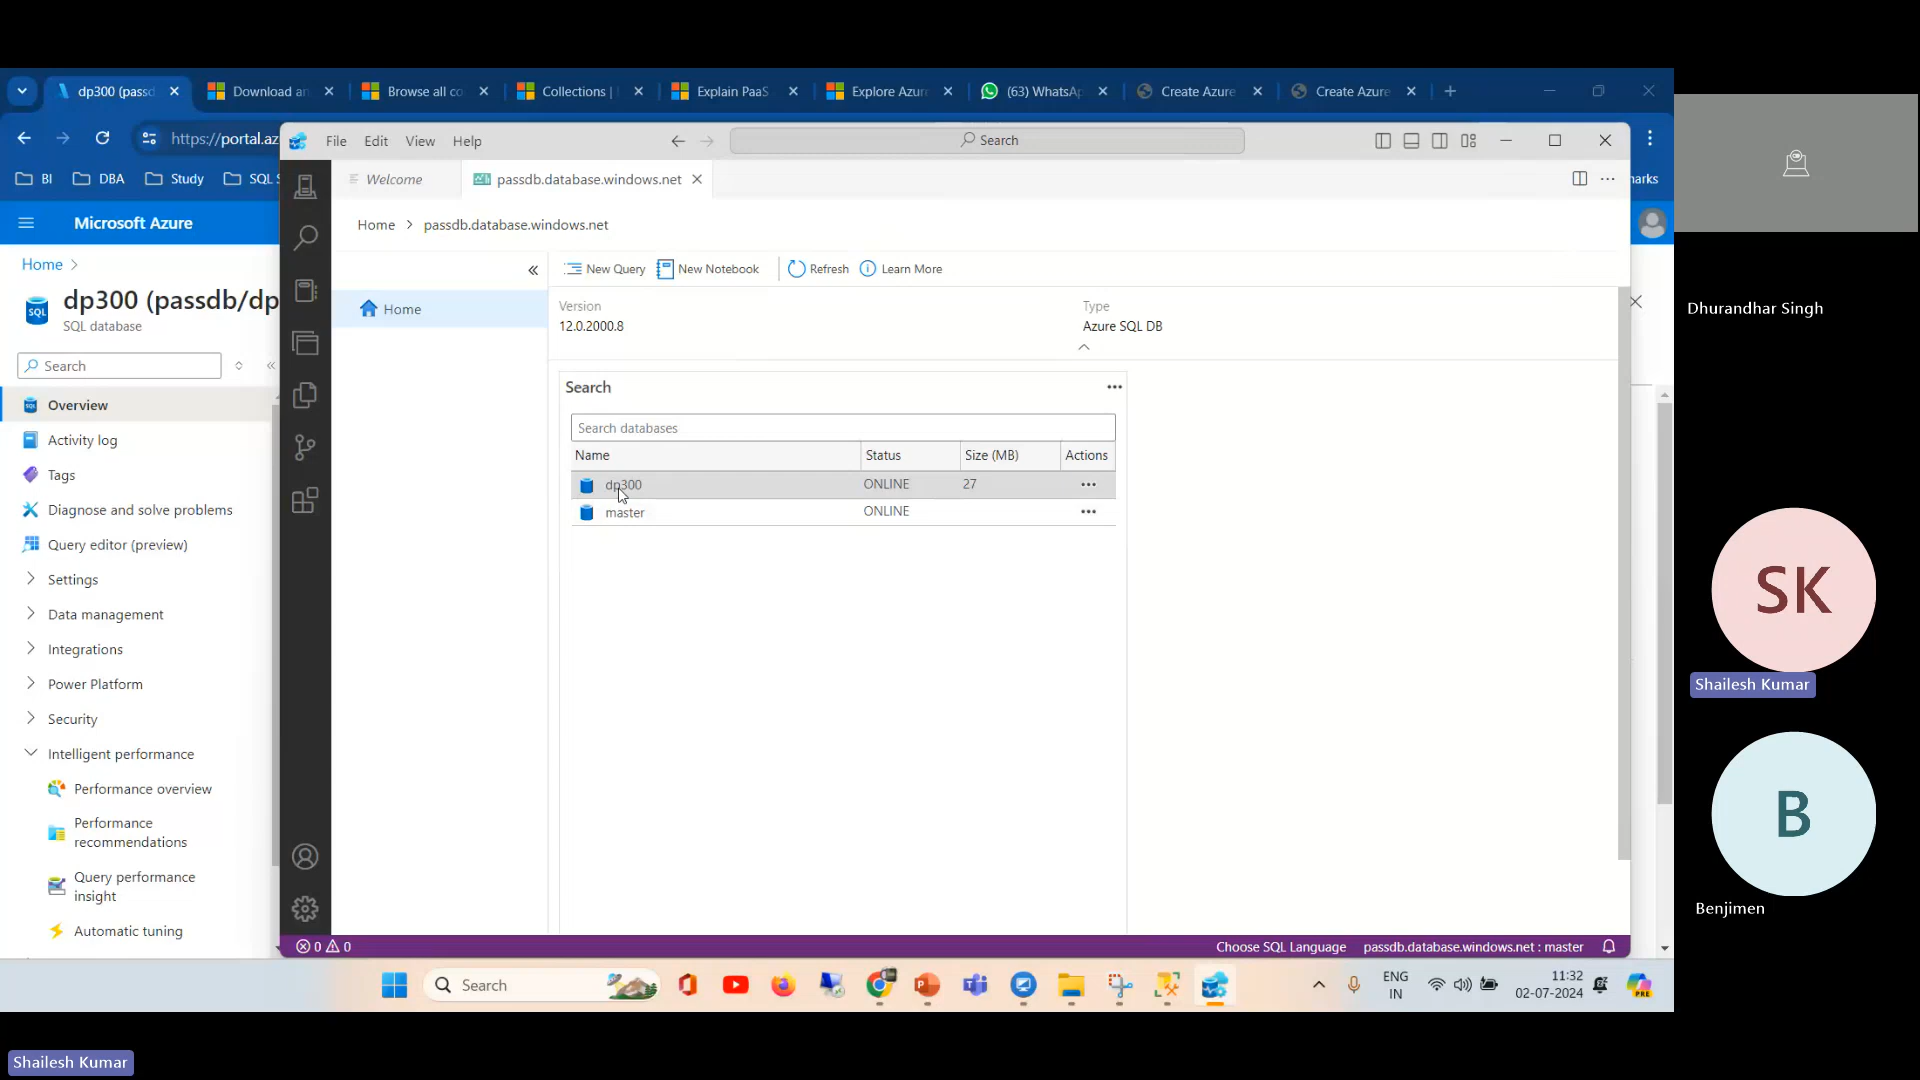 dp300 (passd
Download an
Browse all co
Collections |
Explain PaaS
Explore Azur
(63) WhatsAp
Create Azure
Create Azure
https://portal.az
BI
DBA
Study
SQL S
marks
Microsoft Azure
Home
dp300 (passdb/dp
SQL database
Search
Overview
Activity log
Tags
Diagnose and solve problems
Query editor (preview)
Settings
Data management
Integrations
Power Platform
Security
Intelligent performance
Performance overview
Performance
recommendations
Query performance
insight
Automatic tuning
File Edit View Help
Search
Welcome
passdb.database.windows.net
Home > passdb.database.windows.net
New Query New Notebook Refresh Learn More
Home
Version
12.0.2000.8
Type
Azure SQL DB
Search
Search databases
Name Status Size (MB) Actions
dp300 ONLINE 27
master ONLINE
0 0
Choose SQL Language passdb.database.windows.net : master
Search
ENG
IN
11:32
02-07-2024
PRE
Dhurandhar Singh
SK
Shailesh Kumar
B
Benjimen
Shailesh Kumar